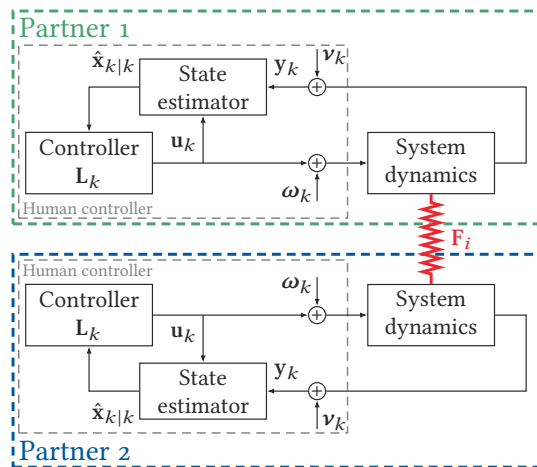 Partner 1
x̂ₖ|ₖ
State
estimator
yₖ
νₖ
Controller
Lₖ
uₖ
ωₖ
System
dynamics
Human controller
Fᵢ
Human controller
Controller
Lₖ
uₖ
ωₖ
System
dynamics
State
estimator
yₖ
x̂ₖ|ₖ
νₖ
Partner 2